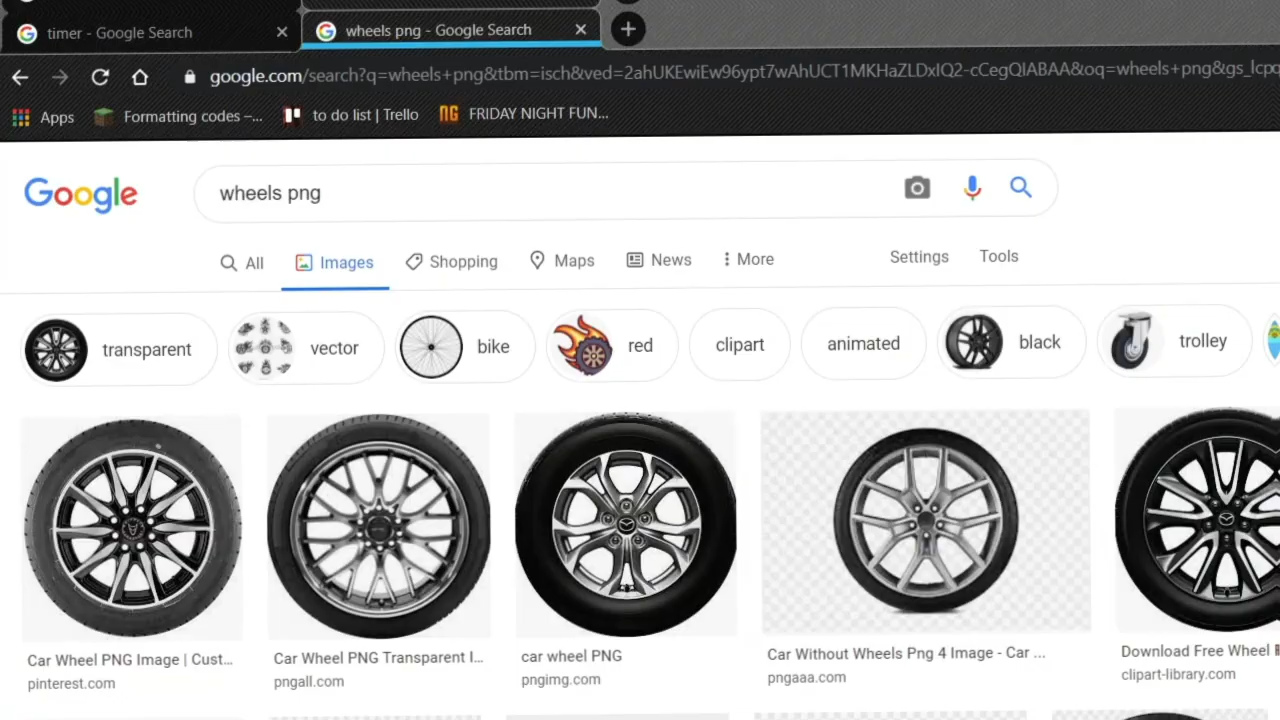 timer - Google Search
wheels png - Google Search
google.com/search?q=wheels+png&tbm=isch&ved=2ahUKEwiEw96ypt7wAhUCT1MKHaZLDxIQ2-cCegQIABAA&oq=wheels+png&gs_lcpq
Apps Formatting codes –... to do list | Trello NG FRIDAY NIGHT FUN...
Google wheels png
All Images Shopping Maps News More Settings Tools
transparent vector bike red clipart animated black trolley
Car Wheel PNG Image | Cust... Car Wheel PNG Transparent I... car wheel PNG Car Without Wheels Png 4 Image - Car ... Download Free Wheel
pinterest.com pngall.com pngimg.com pngaaa.com clipart-library.com